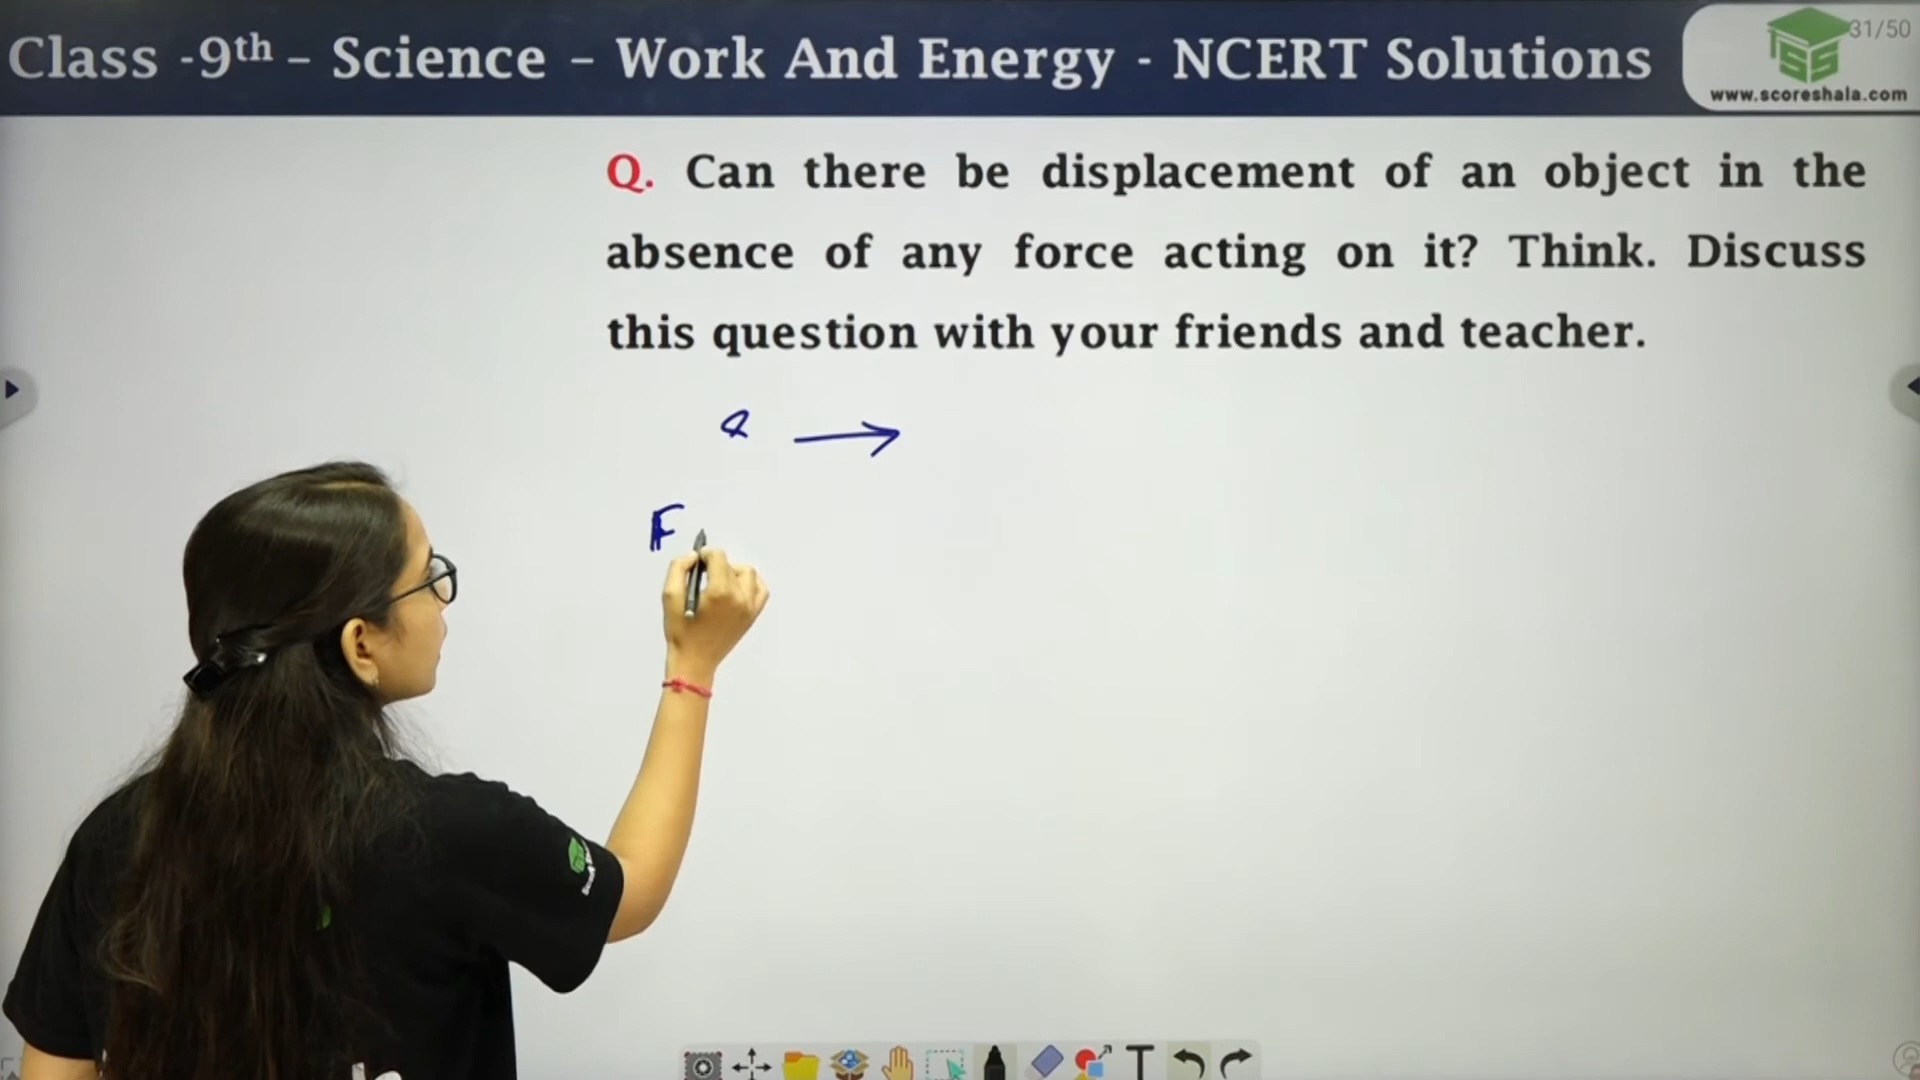 Class -9th – Science – Work And Energy - NCERT Solutions
31/50
www.scoreshala.com
Q. Can there be displacement of an object in the
absence of any force acting on it? Think. Discuss
this question with your friends and teacher.
F
T